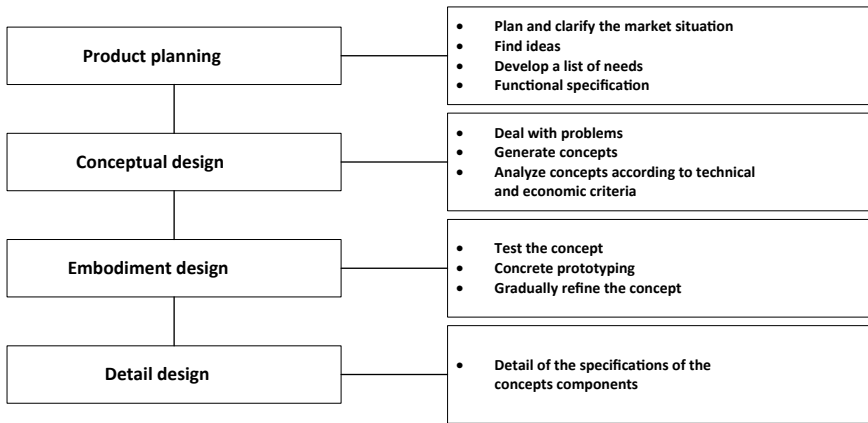 Product planning
• Plan and clarify the market situation
• Find ideas
• Develop a list of needs
• Functional specification
Conceptual design
• Deal with problems
• Generate concepts
• Analyze concepts according to technical
and economic criteria
Embodiment design
• Test the concept
• Concrete prototyping
• Gradually refine the concept
Detail design
• Detail of the specifications of the
concepts components